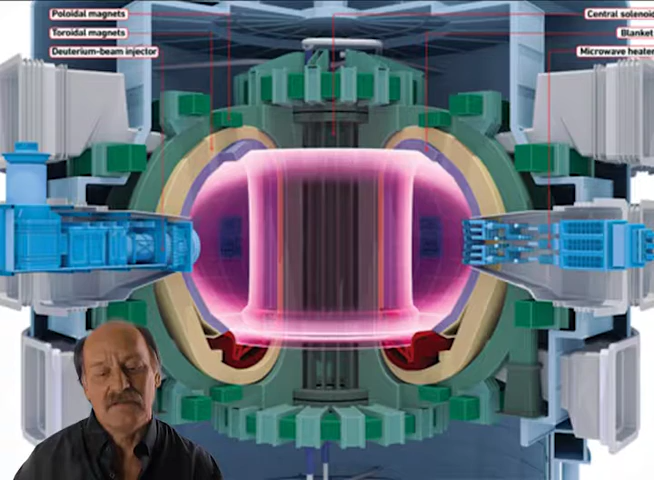 Poloidal magnets
Toroidal magnets
Deuterium-beam injector
Central solenoid
Blanket
Microwave heater